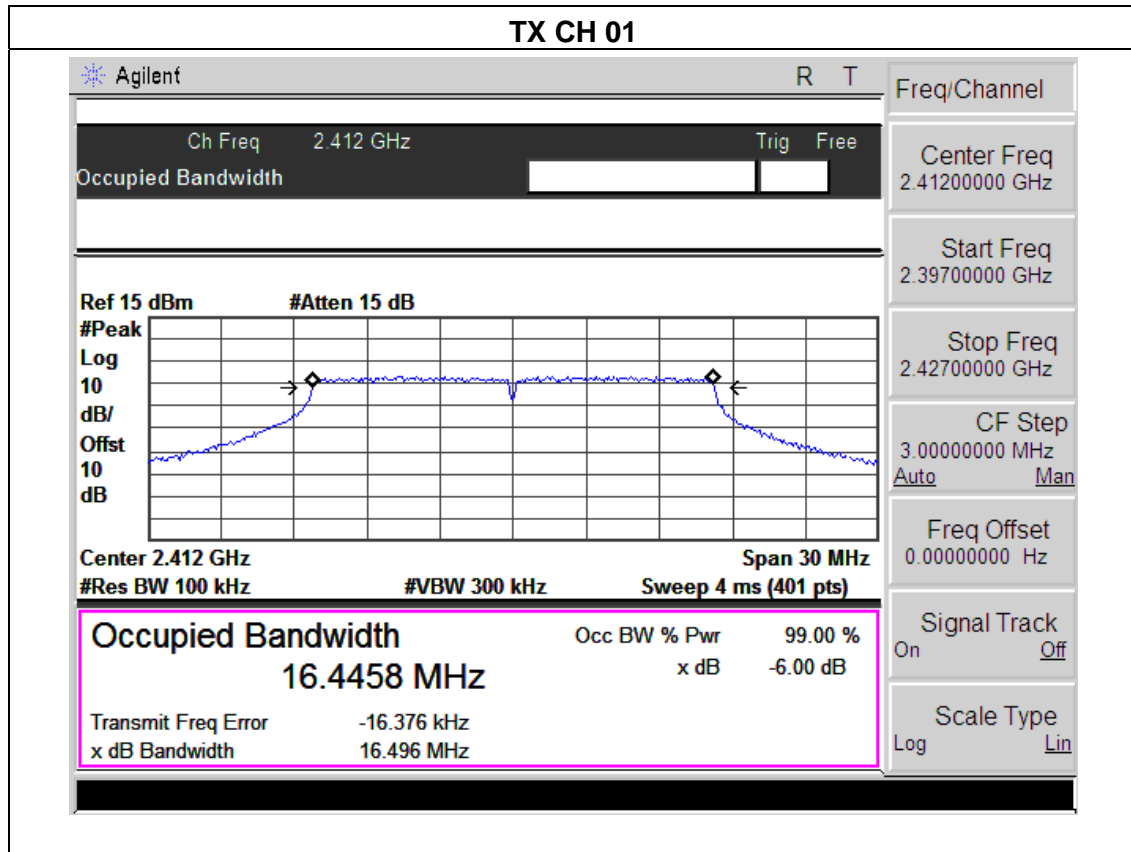 TX CH 01
Agilent R T
Ch Freq 2.412 GHz Trig Free
Occupied Bandwidth
Ref 15 dBm #Atten 15 dB
#Peak
Log
10
dB/
Offst
10
dB
Center 2.412 GHz Span 30 MHz
#Res BW 100 kHz #VBW 300 kHz Sweep 4 ms (401 pts)
Occupied Bandwidth Occ BW % Pwr 99.00 %
16.4458 MHz x dB -6.00 dB
Transmit Freq Error -16.376 kHz
x dB Bandwidth 16.496 MHz
Freq/Channel
Center Freq
2.41200000 GHz
Start Freq
2.39700000 GHz
Stop Freq
2.42700000 GHz
CF Step
3.00000000 MHz
Auto Man
Freq Offset
0.00000000 Hz
Signal Track
On Off
Scale Type
Log Lin